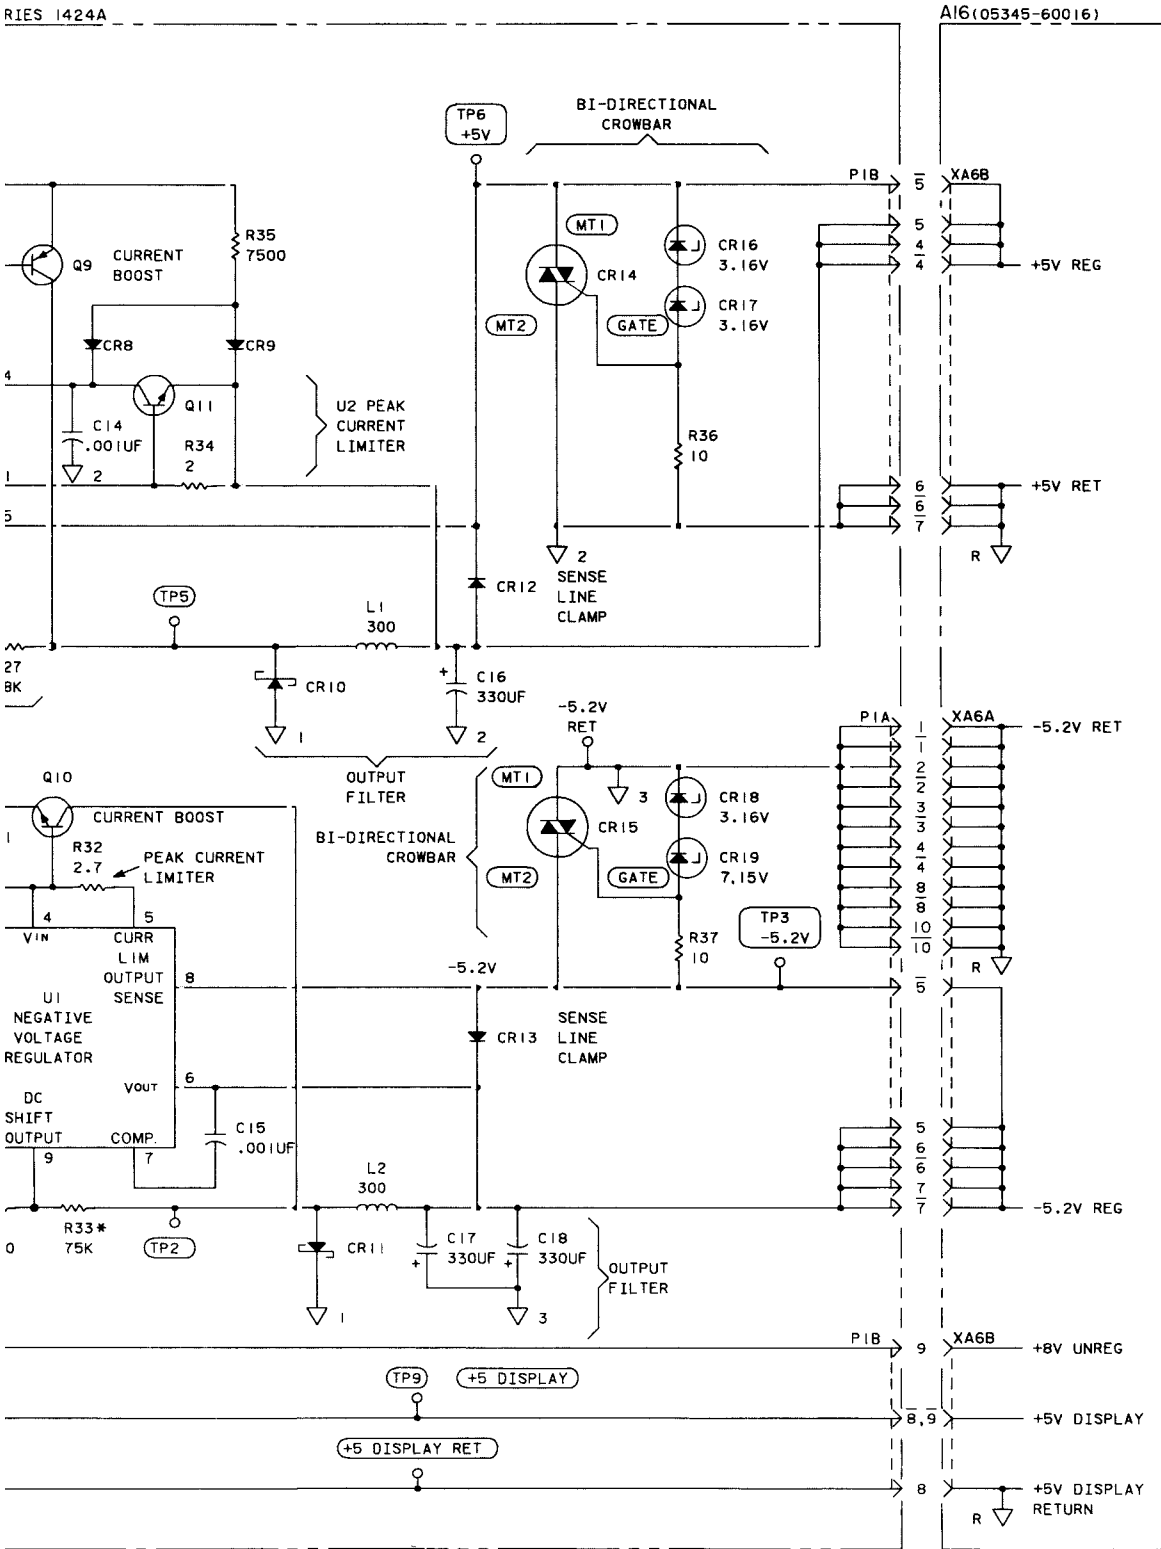 RIES 1424A
A16(05345-60016)
TP6
+5V
BI-DIRECTIONAL
CROWBAR
P1B
5
XA6B
MT1
5
4
4
+5V REG
R35
7500
Q9
CURRENT
BOOST
CR14
CR16
3.16V
CR17
3.16V
MT2
GATE
CR8
CR9
4
Q11
C14
.001UF
2
R34
2
U2 PEAK
CURRENT
LIMITER
R36
10
1
5
6
6
7
+5V RET
R
2
SENSE
LINE
CLAMP
CR12
TP5
L1
300
27
8K
CR10
1
C16
330UF
+
2
OUTPUT
FILTER
-5.2V
RET
P1A
XA6A
1
1
2
2
3
3
4
4
8
8
10
10
-5.2V RET
R
MT1
3
CR15
CR18
3.16V
CR19
7.15V
BI-DIRECTIONAL
CROWBAR
MT2
GATE
Q10
CURRENT BOOST
1
R32
2.7
PEAK CURRENT
LIMITER
4
VIN
5
CURR
LIM
OUTPUT
SENSE
8
-5.2V
R37
10
TP3
-5.2V
5
U1
NEGATIVE
VOLTAGE
REGULATOR
CR13
SENSE
LINE
CLAMP
VOUT
6
DC
SHIFT
OUTPUT
COMP.
9
7
C15
.001UF
5
6
6
7
7
-5.2V REG
0
R33*
75K
TP2
L2
300
CR11
1
C17
330UF
+
C18
330UF
+
3
OUTPUT
FILTER
P1B
9
XA6B
+8V UNREG
TP9
+5 DISPLAY
8,9
+5V DISPLAY
+5 DISPLAY RET
8
+5V DISPLAY
RETURN
R